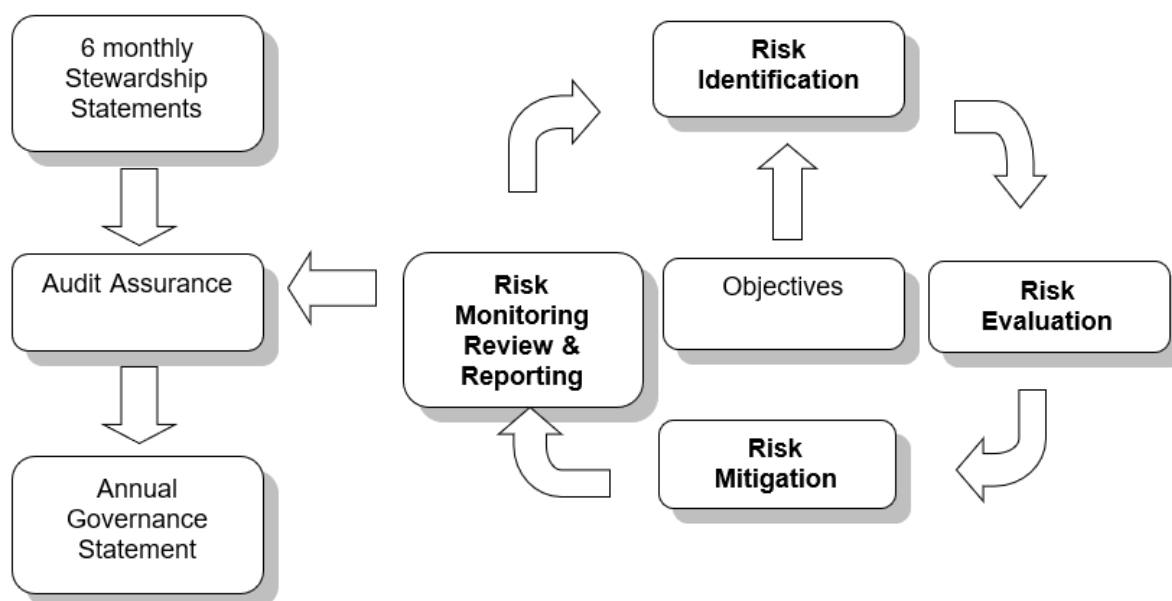 6 monthly
Stewardship
Statements
Audit Assurance
Annual
Governance
Statement
Risk
Identification
Risk
Monitoring
Review &
Reporting
Objectives
Risk
Evaluation
Risk
Mitigation